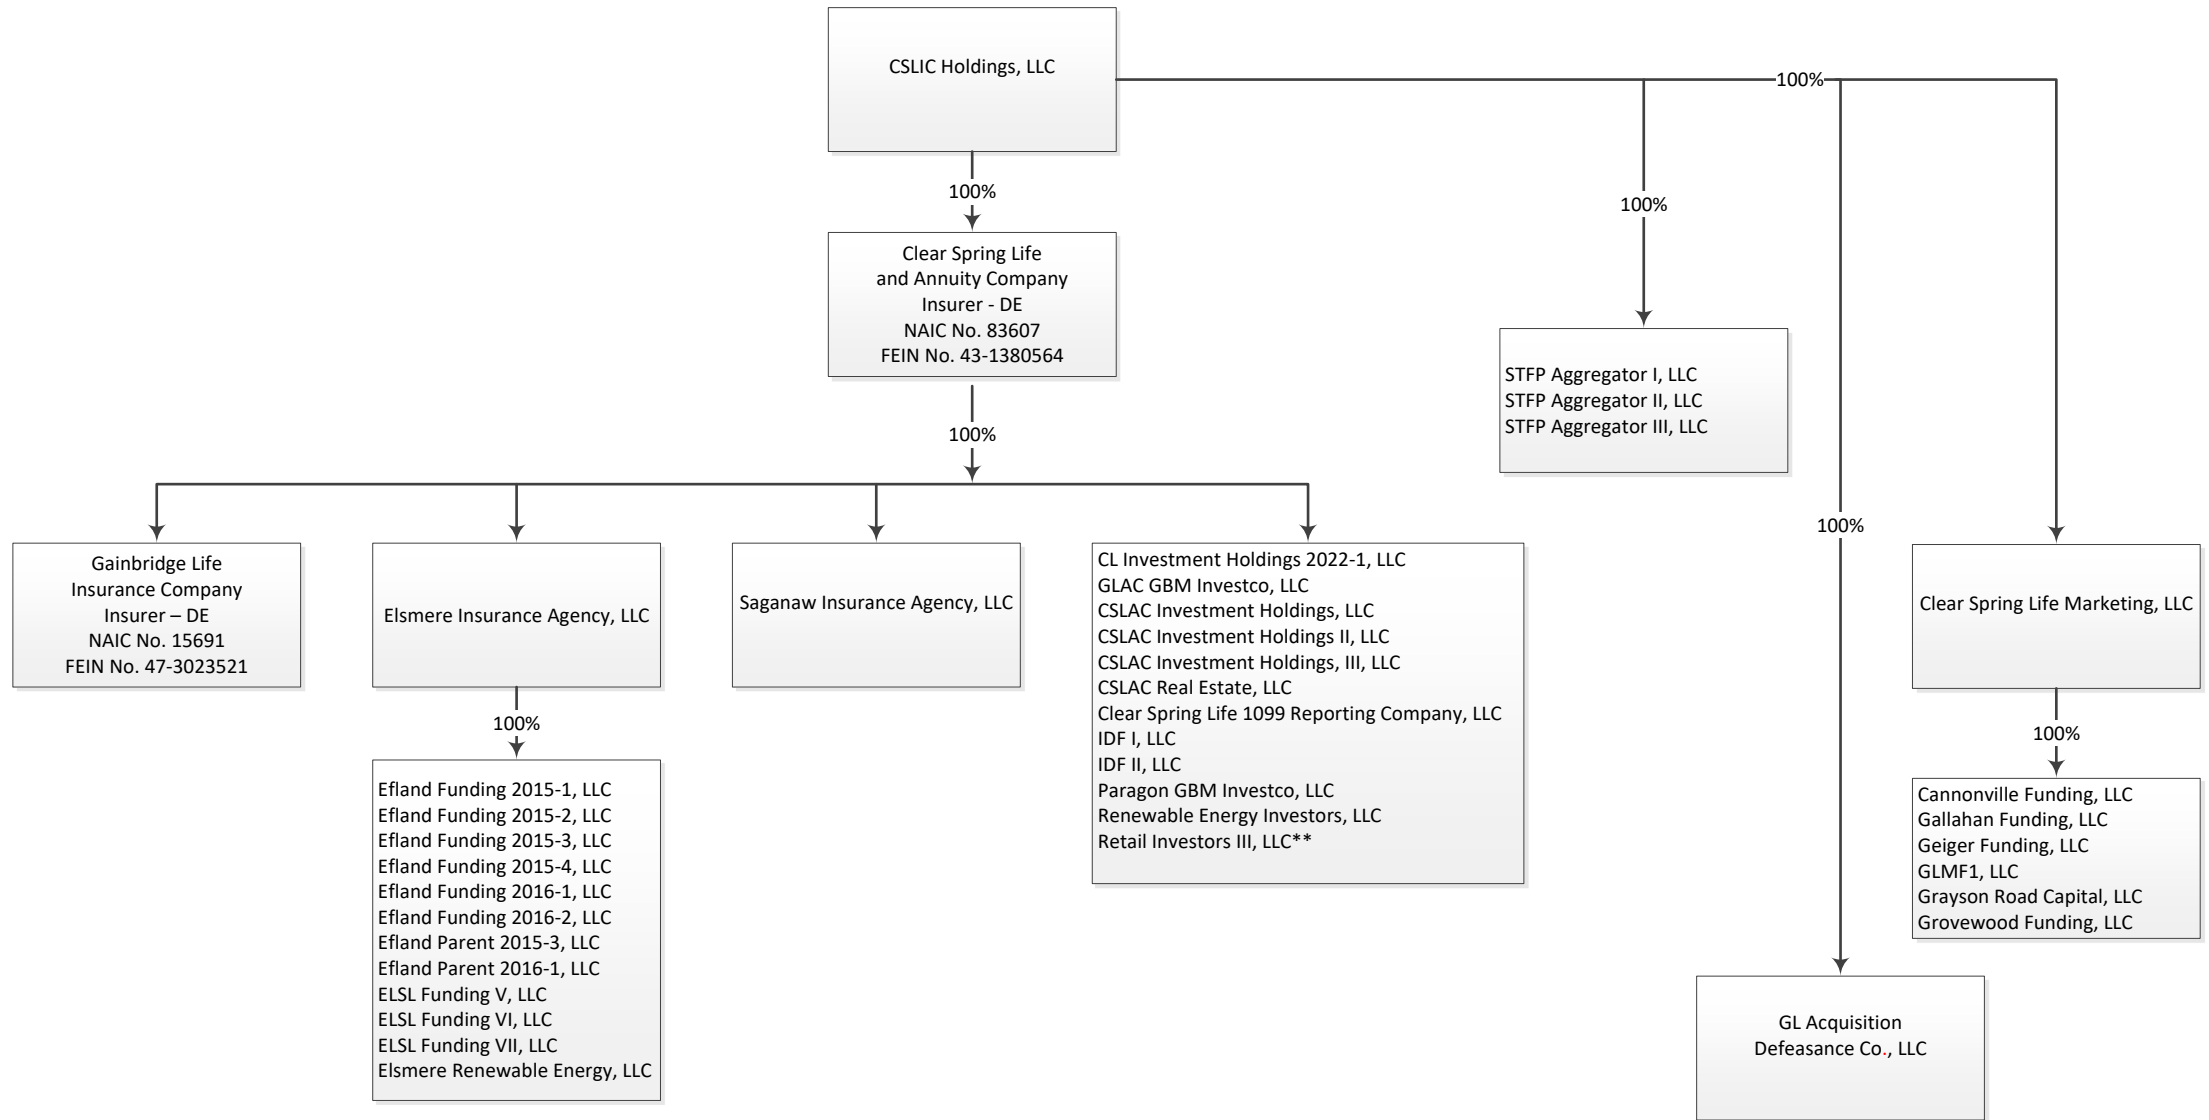 CSLIC Holdings, LLC
100%
100%
100%
100%
Clear Spring Life
and Annuity Company
Insurer - DE
NAIC No. 83607
FEIN No. 43-1380564
STFP Aggregator I, LLC
STFP Aggregator II, LLC
STFP Aggregator III, LLC
100%
Gainbridge Life
Insurance Company
Insurer – DE
NAIC No. 15691
FEIN No. 47-3023521
Elsmere Insurance Agency, LLC
Saganaw Insurance Agency, LLC
CL Investment Holdings 2022-1, LLC
GLAC GBM Investco, LLC
CSLAC Investment Holdings, LLC
CSLAC Investment Holdings II, LLC
CSLAC Investment Holdings, III, LLC
CSLAC Real Estate, LLC
Clear Spring Life 1099 Reporting Company, LLC
IDF I, LLC
IDF II, LLC
Paragon GBM Investco, LLC
Renewable Energy Investors, LLC
Retail Investors III, LLC**
Clear Spring Life Marketing, LLC
100%
100%
Efland Funding 2015-1, LLC
Efland Funding 2015-2, LLC
Efland Funding 2015-3, LLC
Efland Funding 2015-4, LLC
Efland Funding 2016-1, LLC
Efland Funding 2016-2, LLC
Efland Parent 2015-3, LLC
Efland Parent 2016-1, LLC
ELSL Funding V, LLC
ELSL Funding VI, LLC
ELSL Funding VII, LLC
Elsmere Renewable Energy, LLC
Cannonville Funding, LLC
Gallahan Funding, LLC
Geiger Funding, LLC
GLMF1, LLC
Grayson Road Capital, LLC
Grovewood Funding, LLC
GL Acquisition
Defeasance Co., LLC